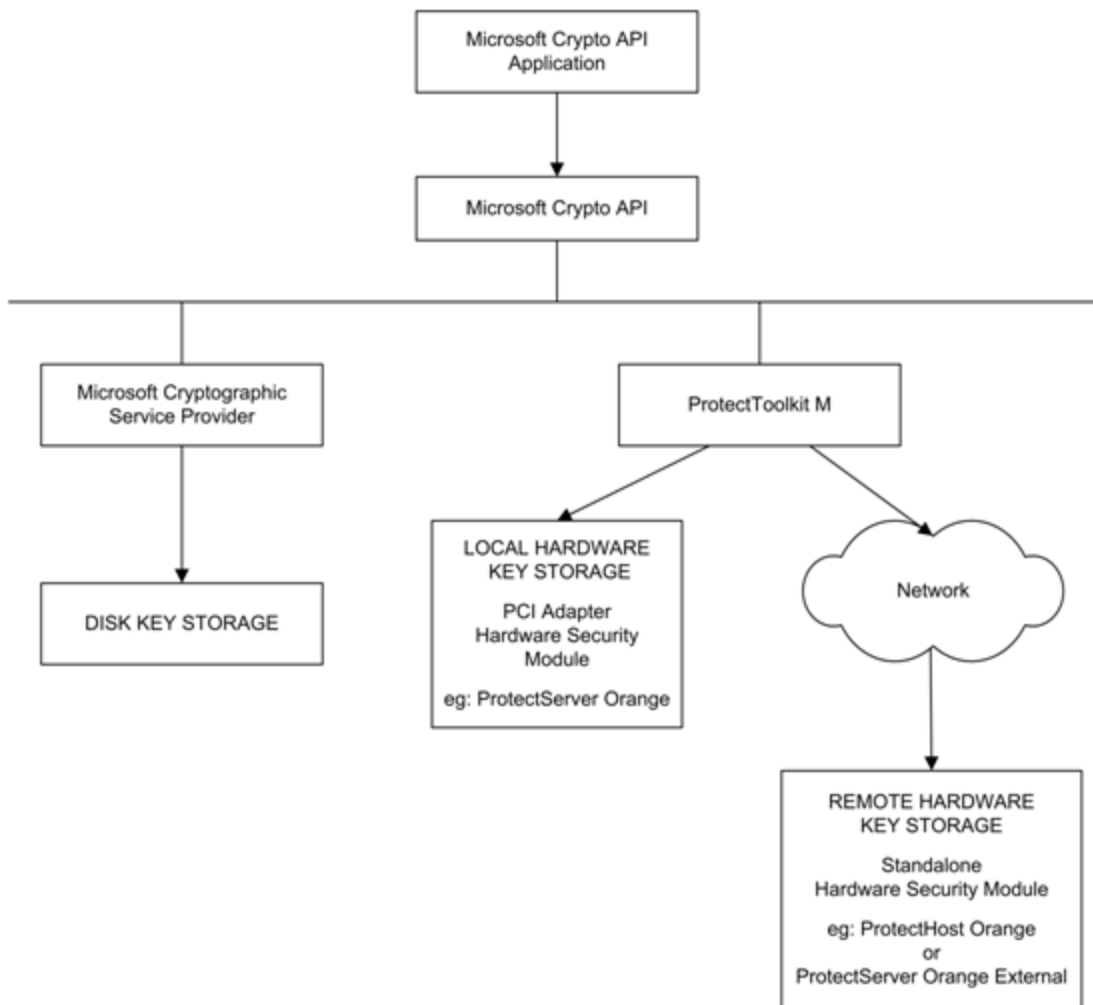 Microsoft Crypto API
Application
Microsoft Crypto API
Microsoft Cryptographic
Service Provider
ProtectToolkit M
DISK KEY STORAGE
LOCAL HARDWARE
KEY STORAGE
PCI Adapter
Hardware Security
Module
eg: ProtectServer Orange
Network
REMOTE HARDWARE
KEY STORAGE
Standalone
Hardware Security Module
eg: ProtectHost Orange
or
ProtectServer Orange External